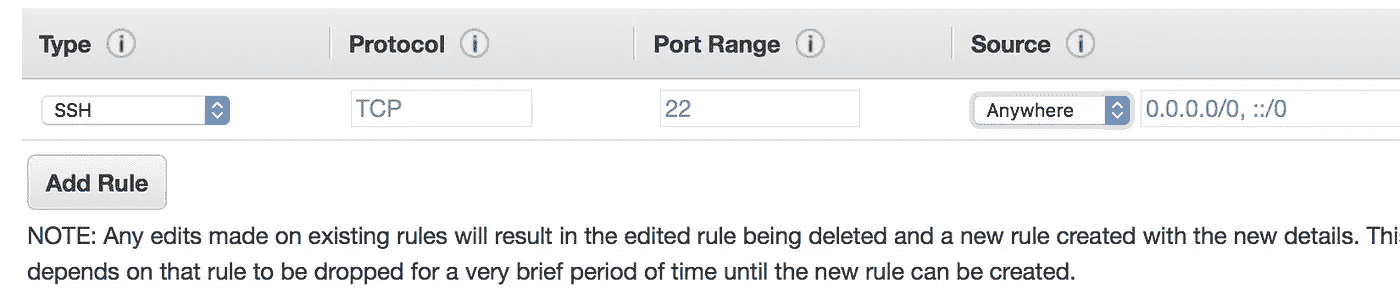 Type Protocol Port Range Source
SSH TCP 22 Anywhere 0.0.0.0/0, ::/0
Add Rule
NOTE: Any edits made on existing rules will result in the edited rule being deleted and a new rule created with the new details.
depends on that rule to be dropped for a very brief period of time until the new rule can be created.